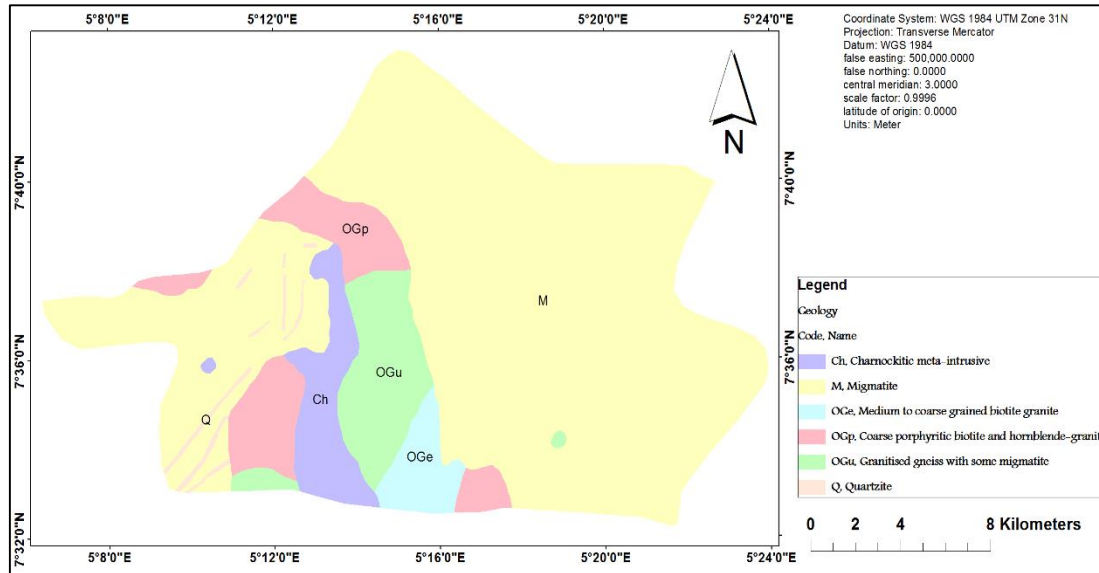 5°8'0"E 5°12'0"E 5°16'0"E 5°20'0"E 5°24'0"E
Coordinate System: WGS 1984 UTM Zone 31N
Projection: Transverse Mercator
Datum: WGS 1984
false easting: 500,000.0000
false northing: 0.0000
central meridian: 3.0000
scale factor: 0.9996
latitude of origin: 0.0000
Units: Meter
N
7°40'0"N
7°40'0"N
OGp
M
Legend
Geology
Code, Name
Ch, Charnockitic meta-intrusive
M, Migmatite
OGe, Medium to coarse grained biotite granite
OGp, Coarse porphyritic biotite and hornblende-granit
OGu, Granitised gneiss with some migmatite
Q, Quartzite
7°36'0"N
7°36'0"N
OGu
Ch
Q
OGe
0 2 4 8 Kilometers
7°32'0"N
7°32'0"N
5°8'0"E 5°12'0"E 5°16'0"E 5°20'0"E 5°24'0"E